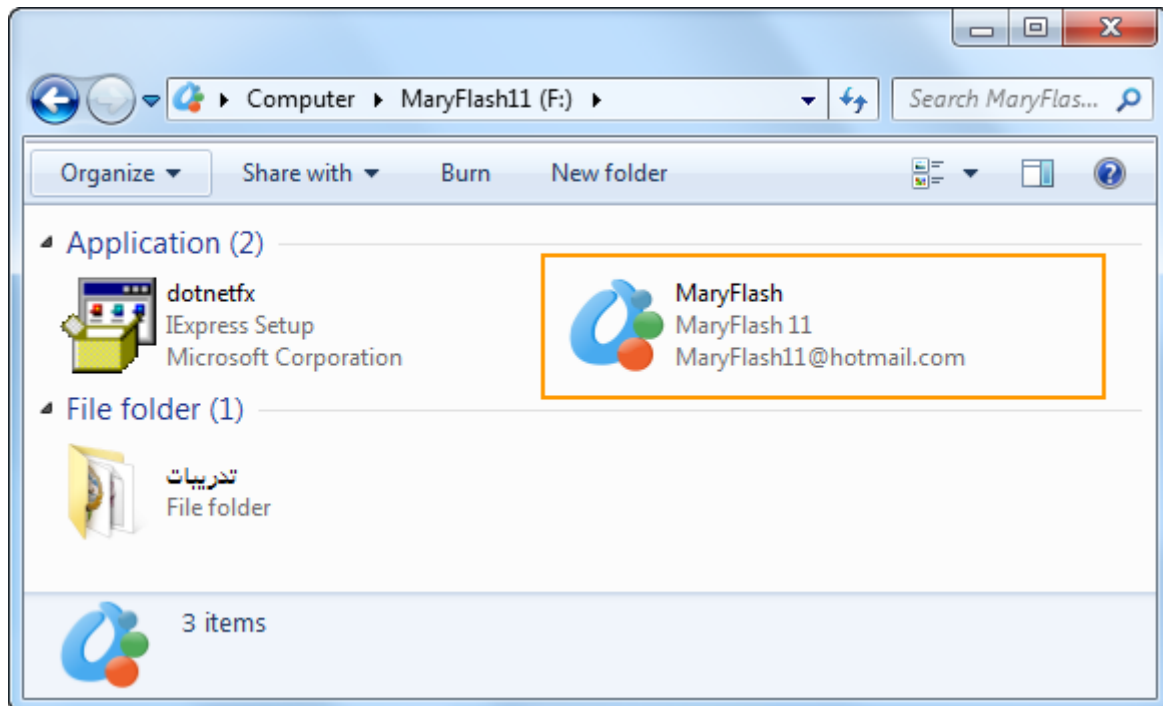 Computer ▸ MaryFlash11 (F:) ▸
Search MaryFlas...
Organize Share with Burn New folder
Application (2)
dotnetfx
IExpress Setup
Microsoft Corporation
MaryFlash
MaryFlash 11
MaryFlash11@hotmail.com
File folder (1)
تدريبات
File folder
3 items